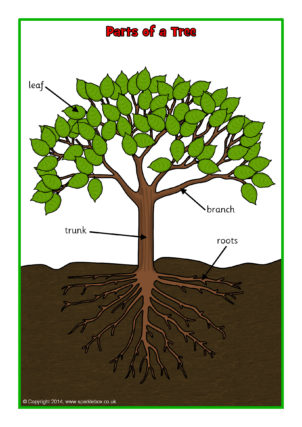 Parts of a Tree
leaf
branch
trunk
roots
© Copyright 2014, www.sparklebox.co.uk